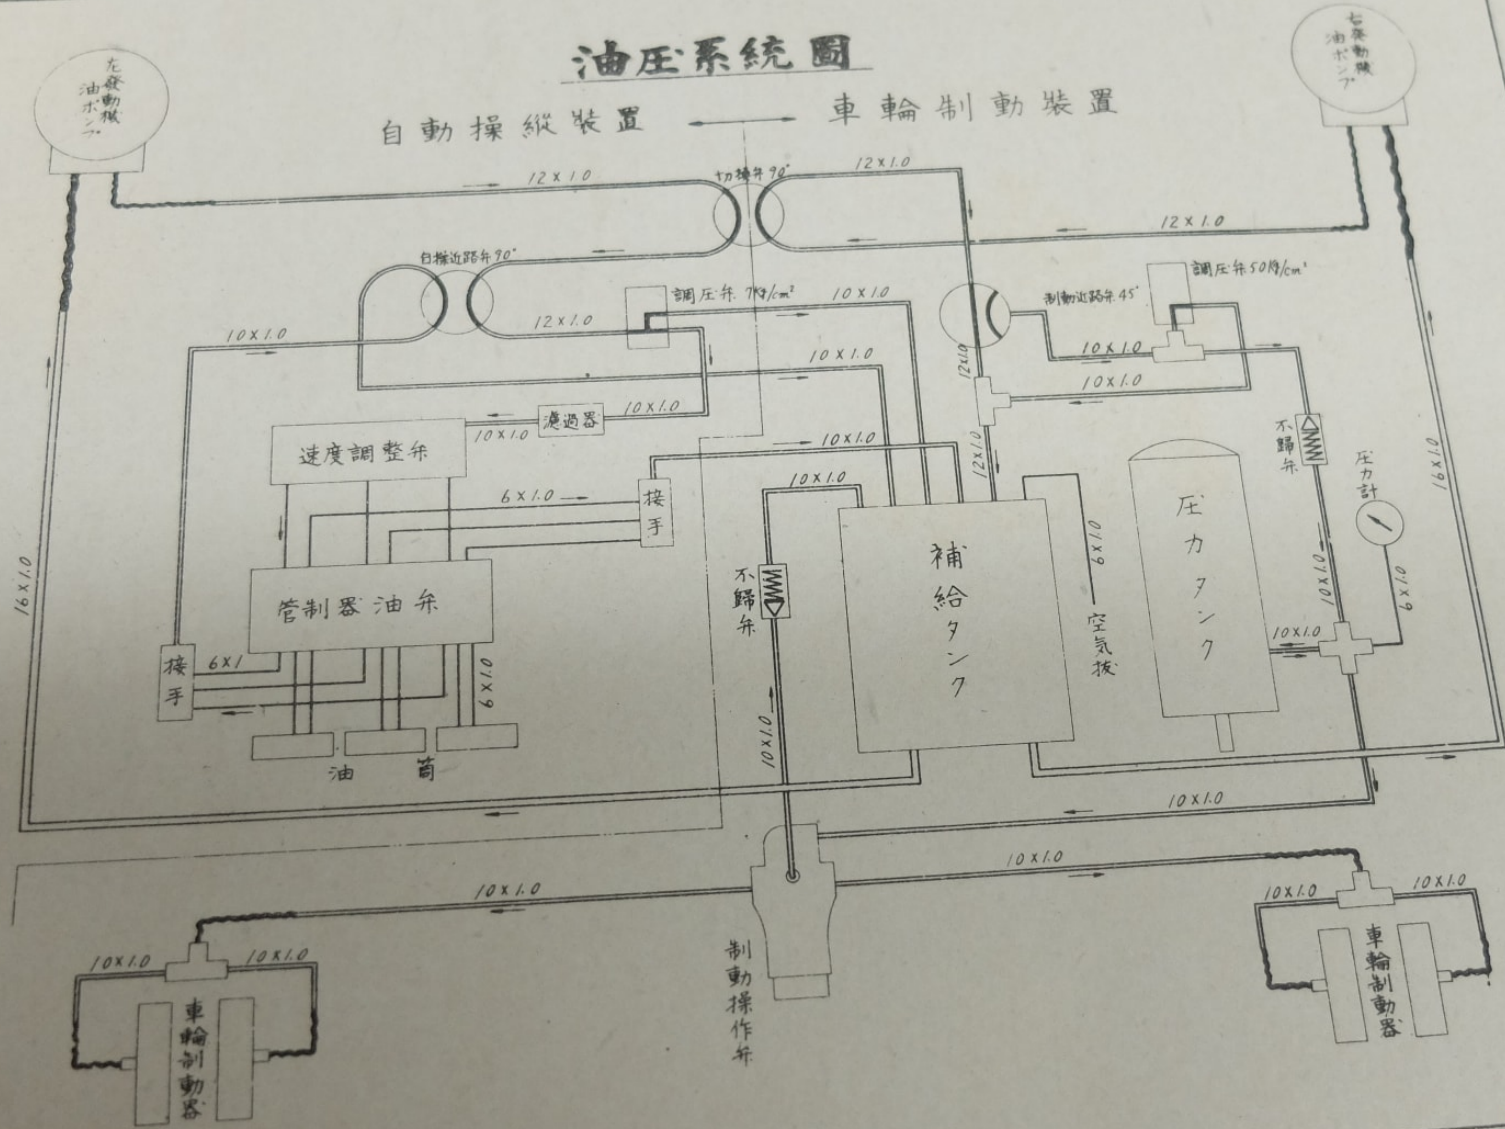 油圧系統圖
左發動機
油ポンプ
右發動機
油ポンプ
自動操縱裝置
車輪制動裝置
12×1.0
切換弁90°
12×1.0
12×1.0
自操近路弁90°
調圧弁 7kg/cm²
10×1.0
制動近路弁45°
調圧弁50kg/cm²
10×1.0
12×1.0
10×1.0
12×1.0
10×1.0
10×1.0
濾過器
10×1.0
10×1.0
速度調整弁
10×1.0
12×1.0
不歸弁
圧力計
16×1.0
6×1.0
接手
10×1.0
圧力タンク
補給タンク
6×1.0
空気抜
不歸弁
管制器油弁
16×1.0
10×1.0
6×1.0
10×1.0
接手
6×1
6×1.0
油筒
10×1.0
10×1.0
10×1.0
10×1.0
制動操作弁
10×1.0
10×1.0
車輪制動器
10×1.0
10×1.0
車輪制動器